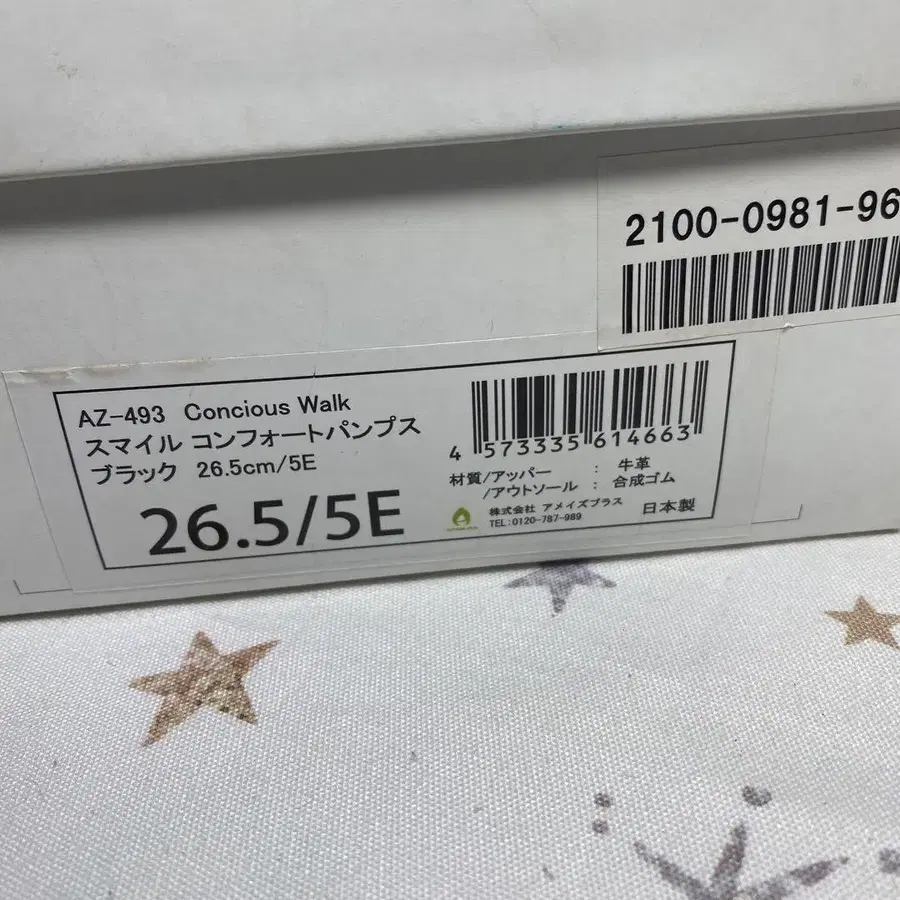 2100-0981-96
AZ-493 Concious Walk
スマイル コンフォートパンプス
ブラック 26.5cm/5E
26.5/5E
4 573335 614663
材質/アッパー : 牛革
/アウトソール : 合成ゴム
株式会社 アメイズプラス
TEL:0120-787-989
日本製